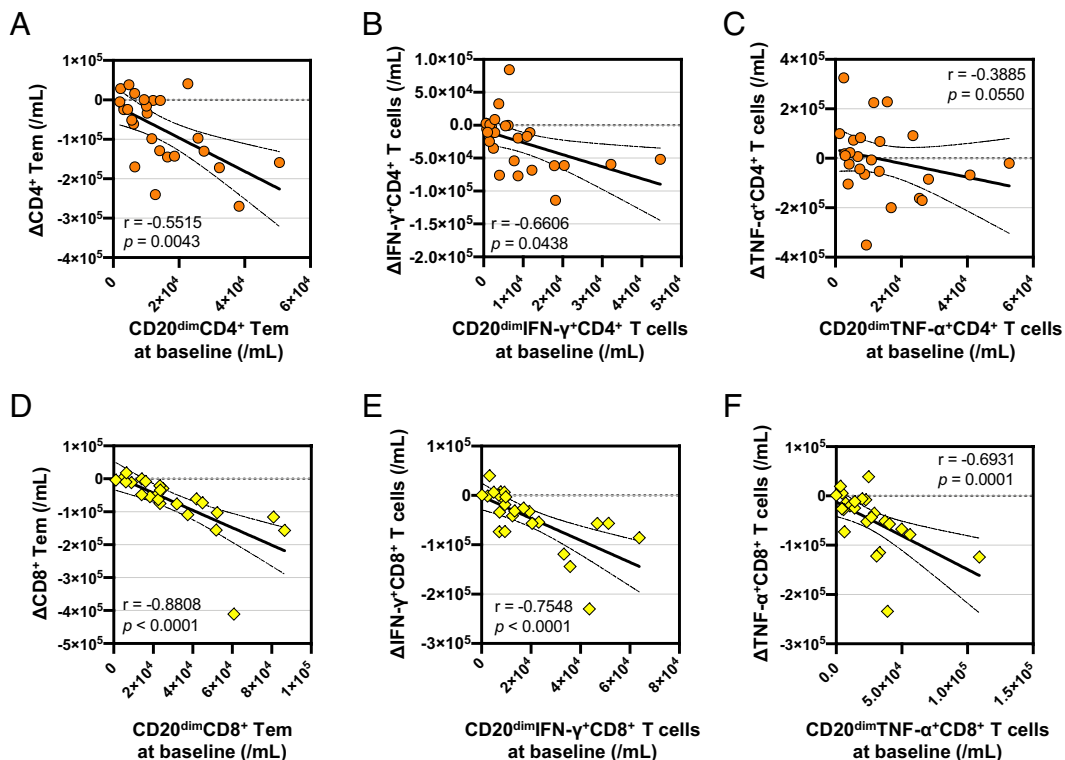 A
ΔCD4⁺ Tem (/mL)
1×10⁵
0
-1×10⁵
-2×10⁵
-3×10⁵
-4×10⁵
r = -0.5515
p = 0.0043
0
2×10⁴
4×10⁴
6×10⁴
CD20ᵈⁱᵐCD4⁺ Tem
at baseline (/mL)
B
ΔIFN-γ⁺CD4⁺ T cells (/mL)
1.0×10⁵
5.0×10⁴
0.0
-5.0×10⁴
-1.0×10⁵
-1.5×10⁵
-2.0×10⁵
r = -0.6606
p = 0.0438
0
1×10⁴
2×10⁴
3×10⁴
4×10⁴
5×10⁴
CD20ᵈⁱᵐIFN-γ⁺CD4⁺ T cells
at baseline (/mL)
C
ΔTNF-α⁺CD4⁺ T cells (/mL)
4×10⁵
2×10⁵
0
-2×10⁵
-4×10⁵
r = -0.3885
p = 0.0550
0
2×10⁴
4×10⁴
6×10⁴
CD20ᵈⁱᵐTNF-α⁺CD4⁺ T cells
at baseline (/mL)
D
ΔCD8⁺ Tem (/mL)
1×10⁵
0
-1×10⁵
-2×10⁵
-3×10⁵
-4×10⁵
-5×10⁵
r = -0.8808
p < 0.0001
0
2×10⁴
4×10⁴
6×10⁴
8×10⁴
1×10⁵
CD20ᵈⁱᵐCD8⁺ Tem
at baseline (/mL)
E
ΔIFN-γ⁺CD8⁺ T cells (/mL)
1×10⁵
0
-1×10⁵
-2×10⁵
-3×10⁵
r = -0.7548
p < 0.0001
0
2×10⁴
4×10⁴
6×10⁴
8×10⁴
CD20ᵈⁱᵐIFN-γ⁺CD8⁺ T cells
at baseline (/mL)
F
ΔTNF-α⁺CD8⁺ T cells (/mL)
1×10⁵
0
-1×10⁵
-2×10⁵
-3×10⁵
r = -0.6931
p = 0.0001
0.0
5.0×10⁴
1.0×10⁵
1.5×10⁵
CD20ᵈⁱᵐTNF-α⁺CD8⁺ T cells
at baseline (/mL)